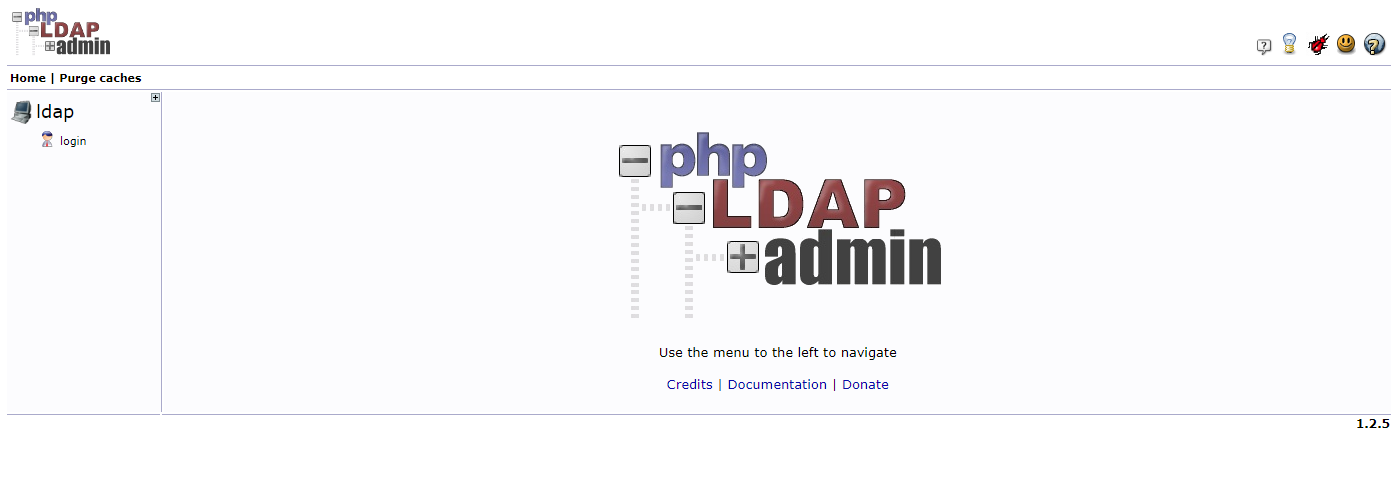 php
LDAP
admin
Home | Purge caches
ldap
login
php
LDAP
admin
Use the menu to the left to navigate
Credits | Documentation | Donate
1.2.5